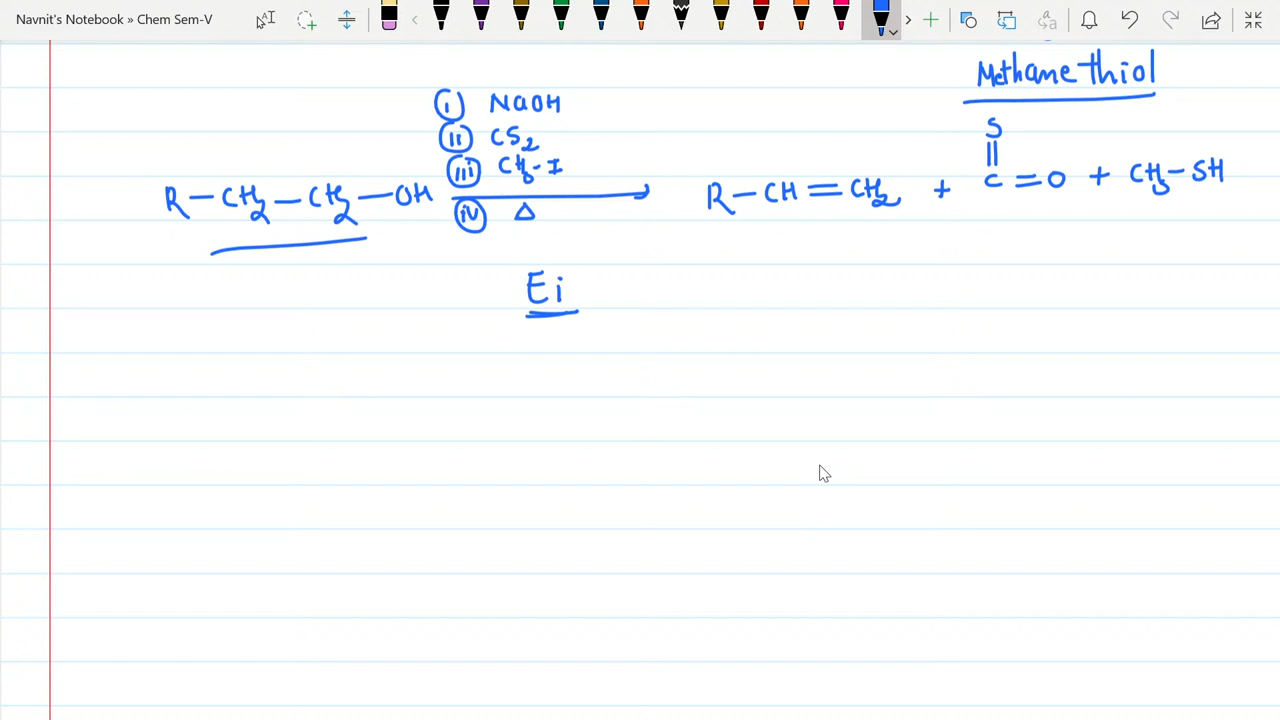 Navnit's Notebook » Chem Sem-V
Methane thiol
(i) NaOH
(ii) CS2
(iii) CH3-I
R-CH2-CH2-OH → R-CH=CH2 + S=C=O + CH3-SH
(iv) Δ
Ei